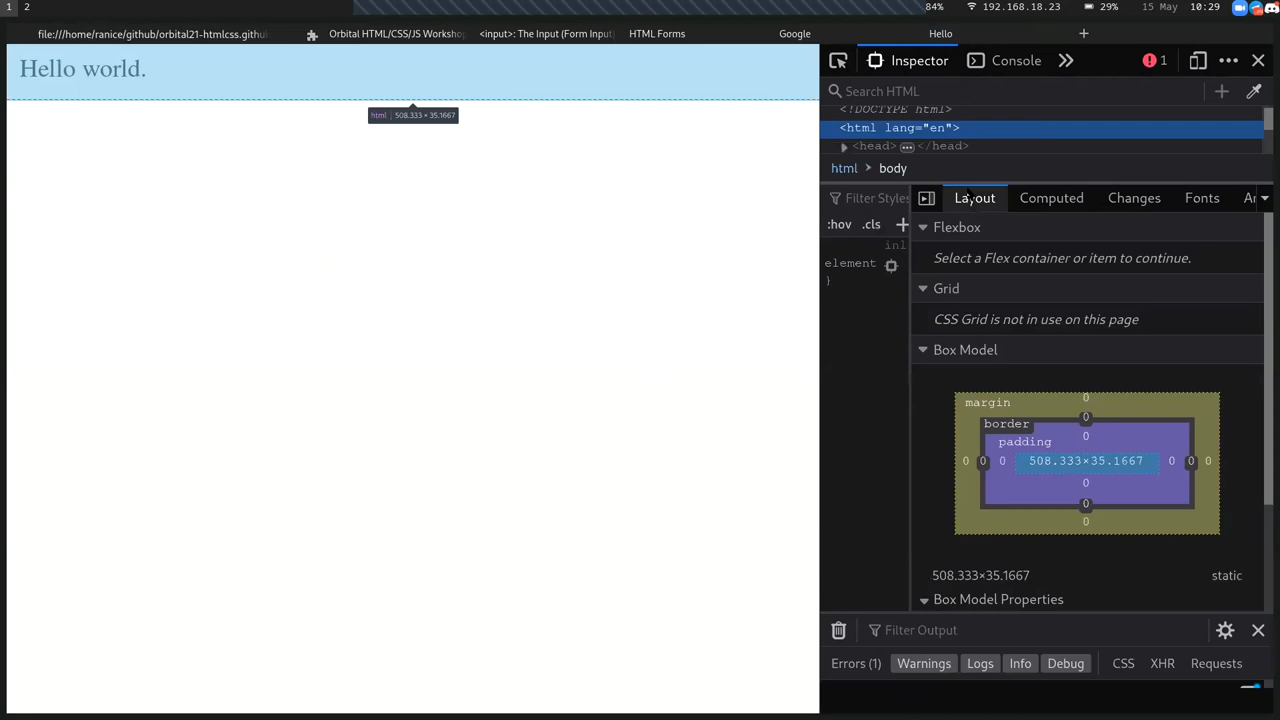 1 2 84% 192.168.18.23 29% 15 May 10:29
file:///home/ranice/github/orbital21-htmlcss.github Orbital HTML/CSS/JS Workshop <input>: The Input (Form Input) HTML Forms Google Hello +
Hello world.
html 508.333 × 35.1667
Inspector Console 1
Search HTML
<!DOCTYPE html>
<html lang="en">
<head> </head>
html body
Filter Styles Layout Computed Changes Fonts
:hov .cls +
inl
element
}
Flexbox
Select a Flex container or item to continue.
Grid
CSS Grid is not in use on this page
Box Model
margin 0
0
border
0
padding
0 0 0 508.333×35.1667 0 0 0
0
0
0
508.333×35.1667 static
Box Model Properties
Filter Output
Errors (1) Warnings Logs Info Debug CSS XHR Requests